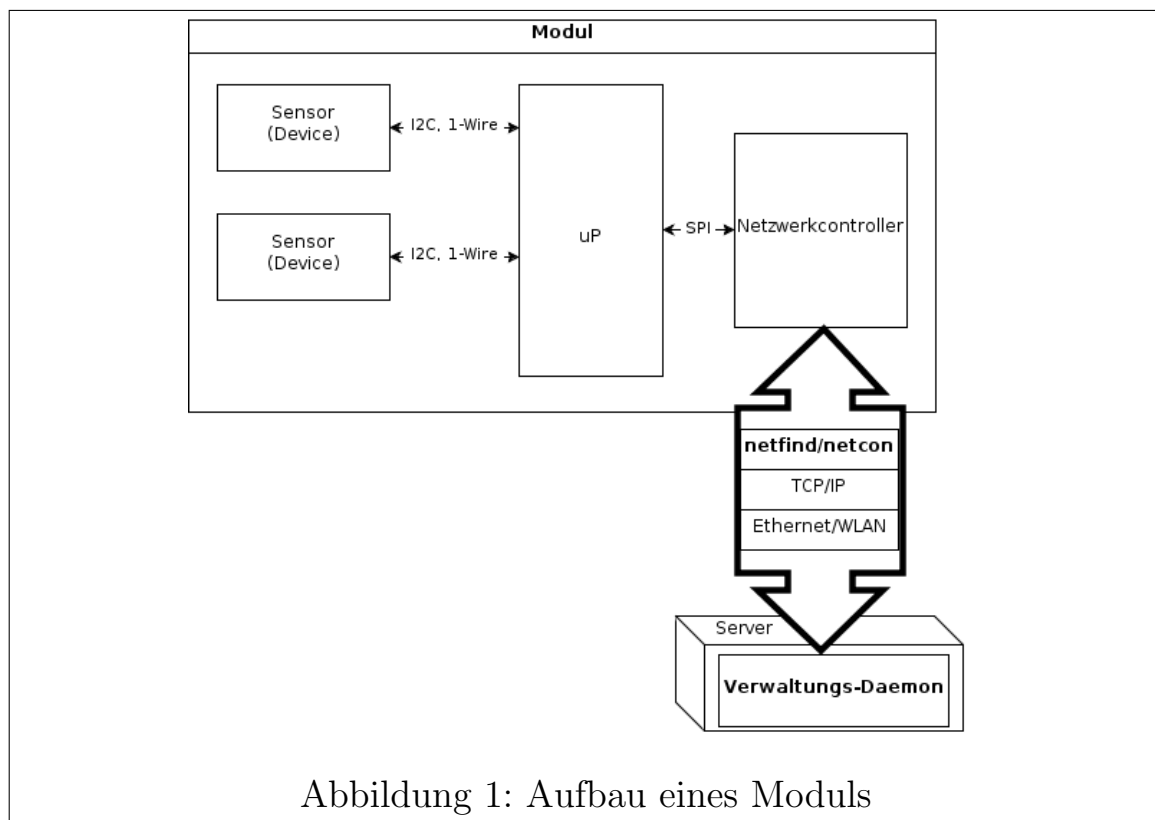 Modul
Sensor
(Device)
I2C, 1-Wire
Sensor
(Device)
I2C, 1-Wire
uP
SPI
Netzwerkcontroller
netfind/netcon
TCP/IP
Ethernet/WLAN
Server
Verwaltungs-Daemon
Abbildung 1: Aufbau eines Moduls